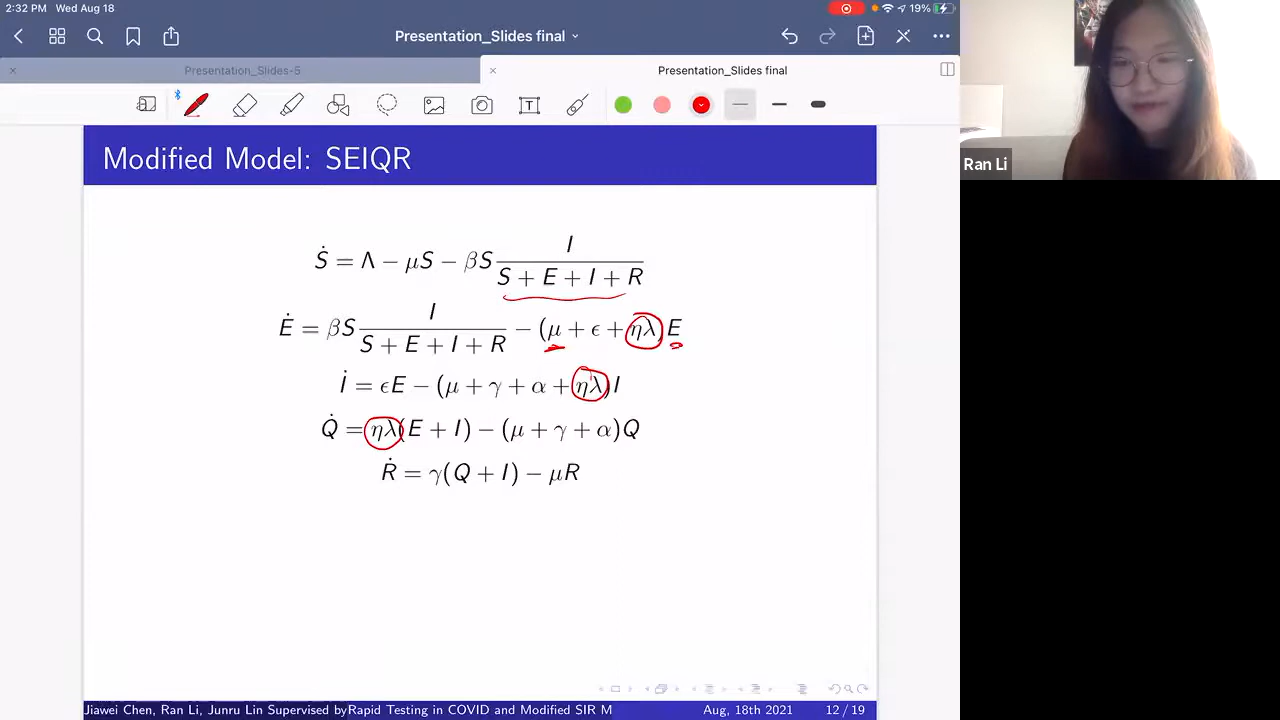 2:32 PM Wed Aug 18
19%
Presentation_Slides final
Presentation_Slides-5
Presentation_Slides final
T
Modified Model: SEIQR
Ṡ = Λ − μS − βS I / (S + E + I + R)
Ė = βS I / (S + E + I + R) − (μ + ϵ + ηλ)E
İ = ϵE − (μ + γ + α + ηλ)I
Q̇ = ηλ(E + I) − (μ + γ + α)Q
Ṙ = γ(Q + I) − μR
Jiawei Chen, Ran Li, Junru Lin Supervised by Rapid Testing in COVID and Modified SIR M
Aug, 18th 2021
12 / 19
Ran Li